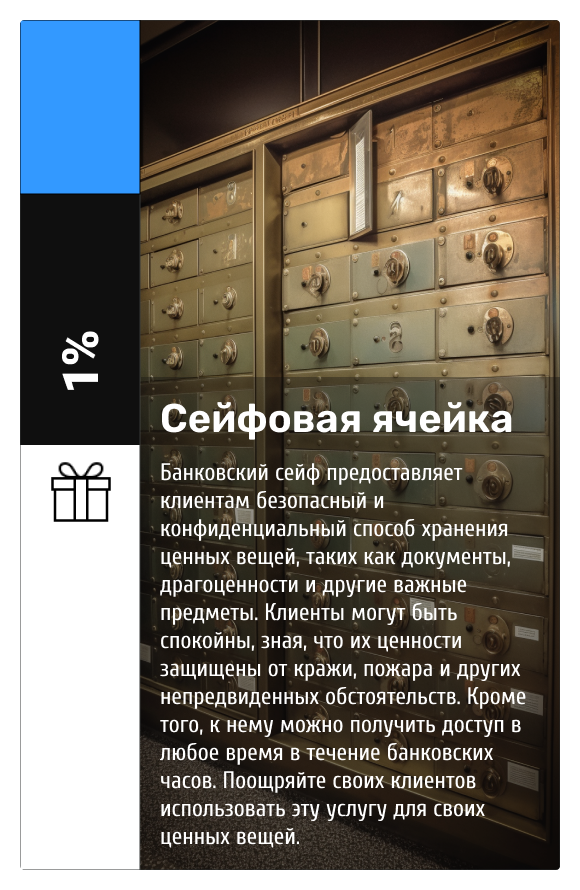 1%
Сейфовая ячейка
Банковский сейф предоставляет
клиентам безопасный и
конфиденциальный способ хранения
ценных вещей, таких как документы,
драгоценности и другие важные
предметы. Клиенты могут быть
спокойны, зная, что их ценности
защищены от кражи, пожара и других
непредвиденных обстоятельств. Кроме
того, к нему можно получить доступ в
любое время в течение банковских
часов. Поощряйте своих клиентов
использовать эту услугу для своих
ценных вещей.